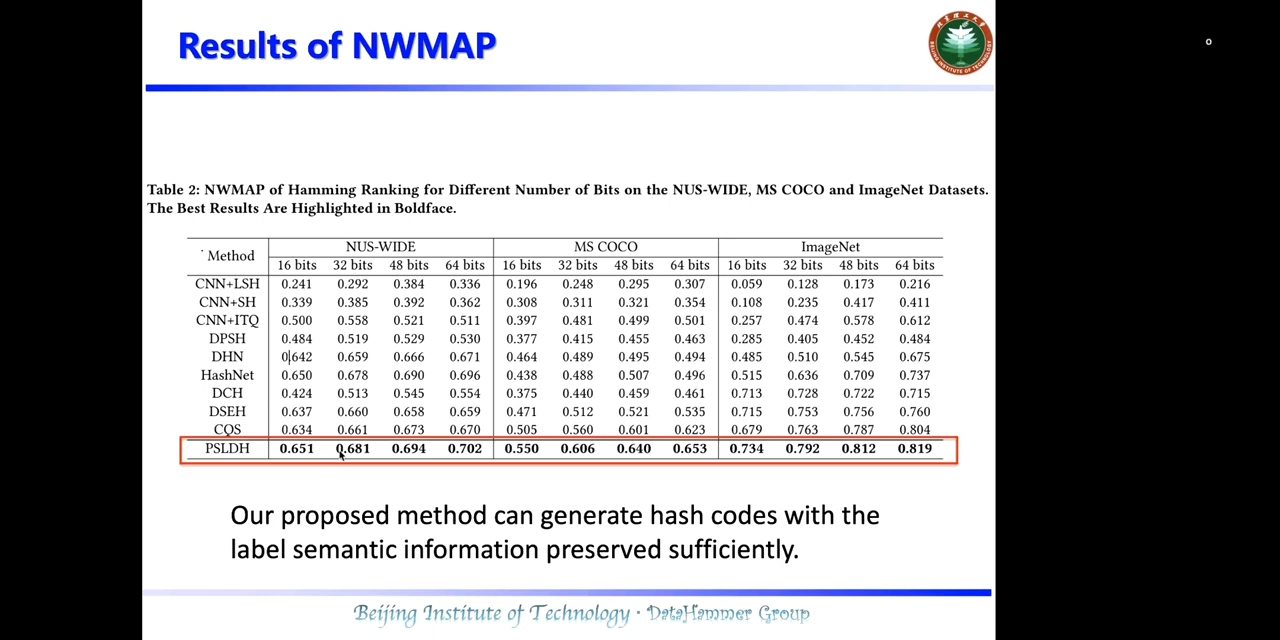 Results of NWMAP
Table 2: NWMAP of Hamming Ranking for Different Number of Bits on the NUS-WIDE, MS COCO and ImageNet Datasets.
The Best Results Are Highlighted in Boldface.
Method NUS-WIDE MS COCO ImageNet
16 bits 32 bits 48 bits 64 bits 16 bits 32 bits 48 bits 64 bits 16 bits 32 bits 48 bits 64 bits
CNN+LSH 0.241 0.292 0.384 0.336 0.196 0.248 0.295 0.307 0.059 0.128 0.173 0.216
CNN+SH 0.339 0.385 0.392 0.362 0.308 0.311 0.321 0.354 0.108 0.235 0.417 0.411
CNN+ITQ 0.500 0.558 0.521 0.511 0.397 0.481 0.499 0.501 0.257 0.474 0.578 0.612
DPSH 0.484 0.519 0.529 0.530 0.377 0.415 0.455 0.463 0.285 0.405 0.452 0.484
DHN 0.642 0.659 0.666 0.671 0.464 0.489 0.495 0.494 0.485 0.510 0.545 0.675
HashNet 0.650 0.678 0.690 0.696 0.438 0.488 0.507 0.496 0.515 0.636 0.709 0.737
DCH 0.424 0.513 0.545 0.554 0.375 0.440 0.459 0.461 0.713 0.728 0.722 0.715
DSEH 0.637 0.660 0.658 0.659 0.471 0.512 0.521 0.535 0.715 0.753 0.756 0.760
CQS 0.634 0.661 0.673 0.670 0.505 0.560 0.601 0.623 0.679 0.763 0.787 0.804
PSLDH 0.651 0.681 0.694 0.702 0.550 0.606 0.640 0.653 0.734 0.792 0.812 0.819
Our proposed method can generate hash codes with the
label semantic information preserved sufficiently.
Beijing Institute of Technology · DataHammer Group